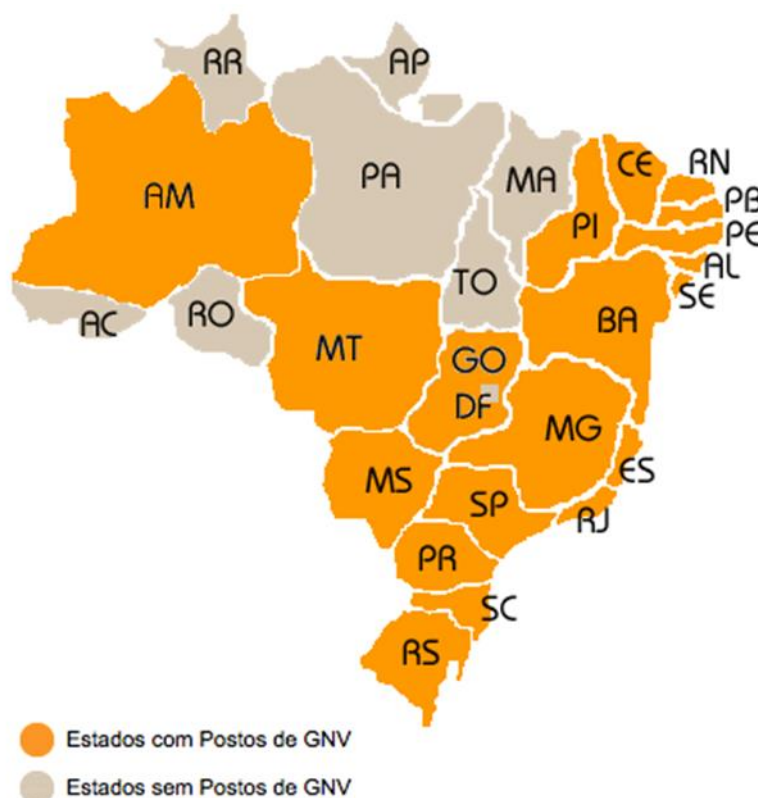 RR
AP
PA
MA
CE
RN
AM
PI
PB
PE
TO
AL
SE
AC
RO
BA
MT
GO
DF
MG
MS
ES
SP
RJ
PR
SC
RS
Estados com Postos de GNV
Estados sem Postos de GNV